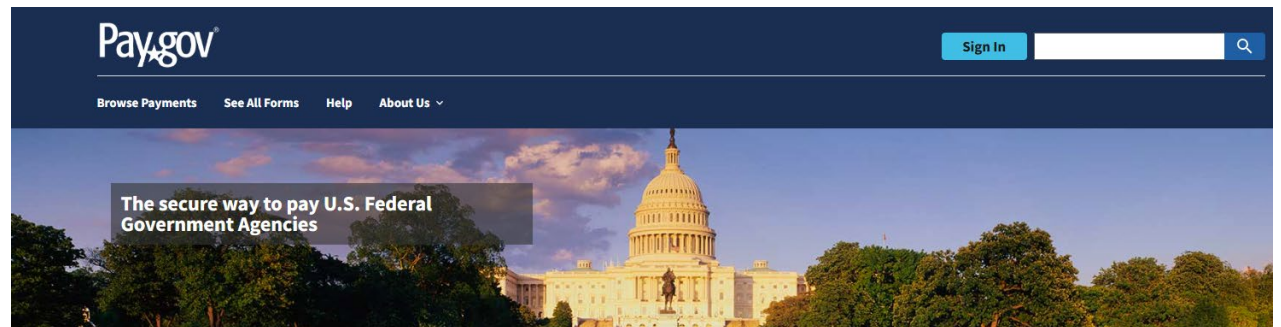 Pay.gov®
Sign In
Browse Payments See All Forms Help About Us
The secure way to pay U.S. Federal
Government Agencies